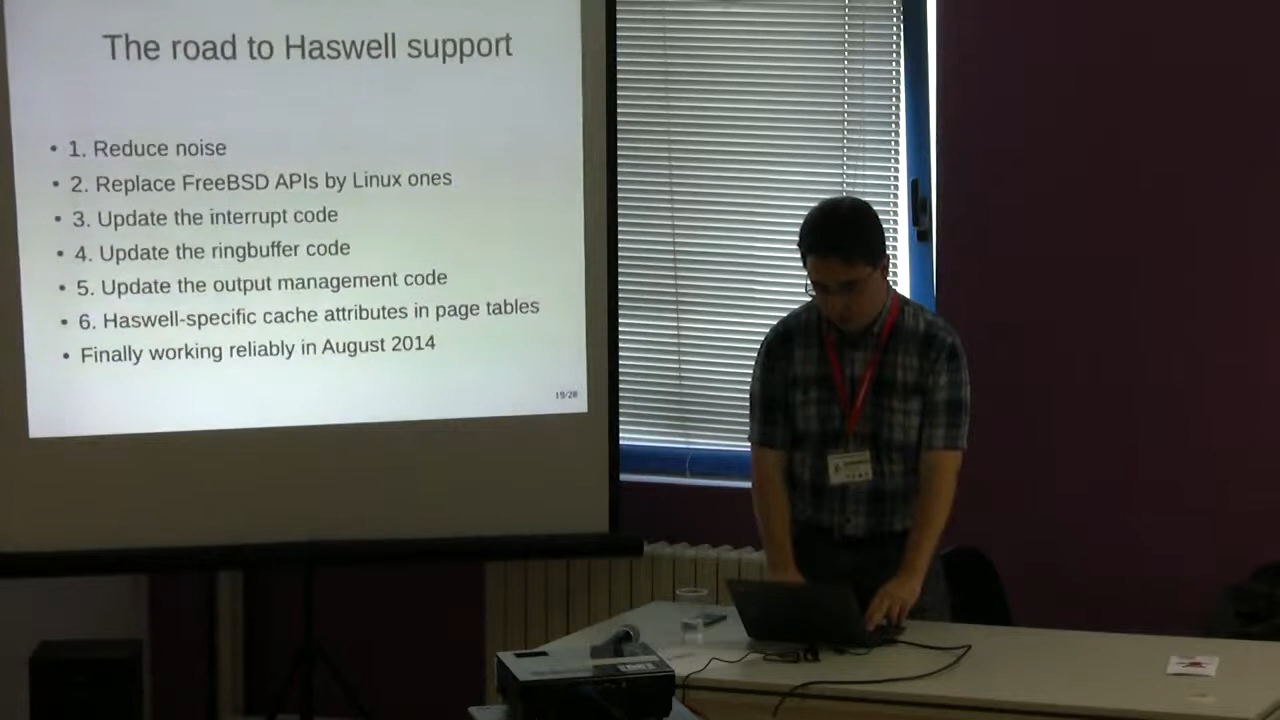 The road to Haswell support
• 1. Reduce noise
• 2. Replace FreeBSD APIs by Linux ones
• 3. Update the interrupt code
• 4. Update the ringbuffer code
• 5. Update the output management code
• 6. Haswell-specific cache attributes in page tables
• Finally working reliably in August 2014
19/28